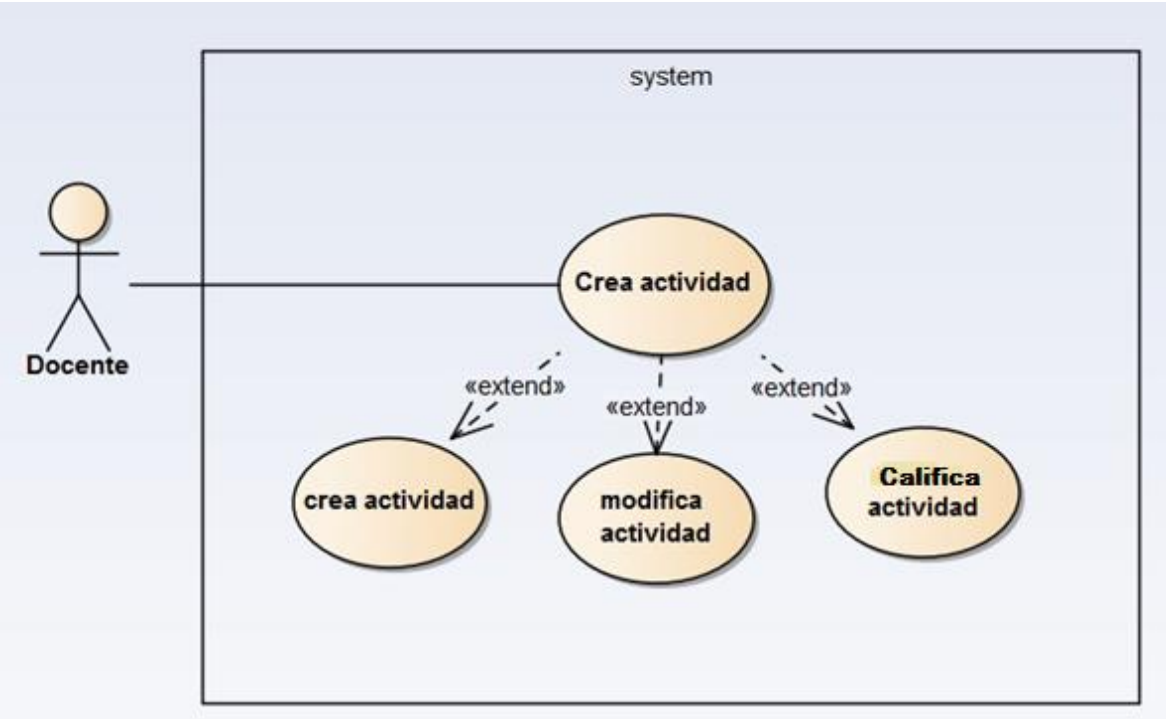 system
Crea actividad
Docente
«extend»
«extend»
«extend»
crea actividad
modifica
actividad
Califica
actividad